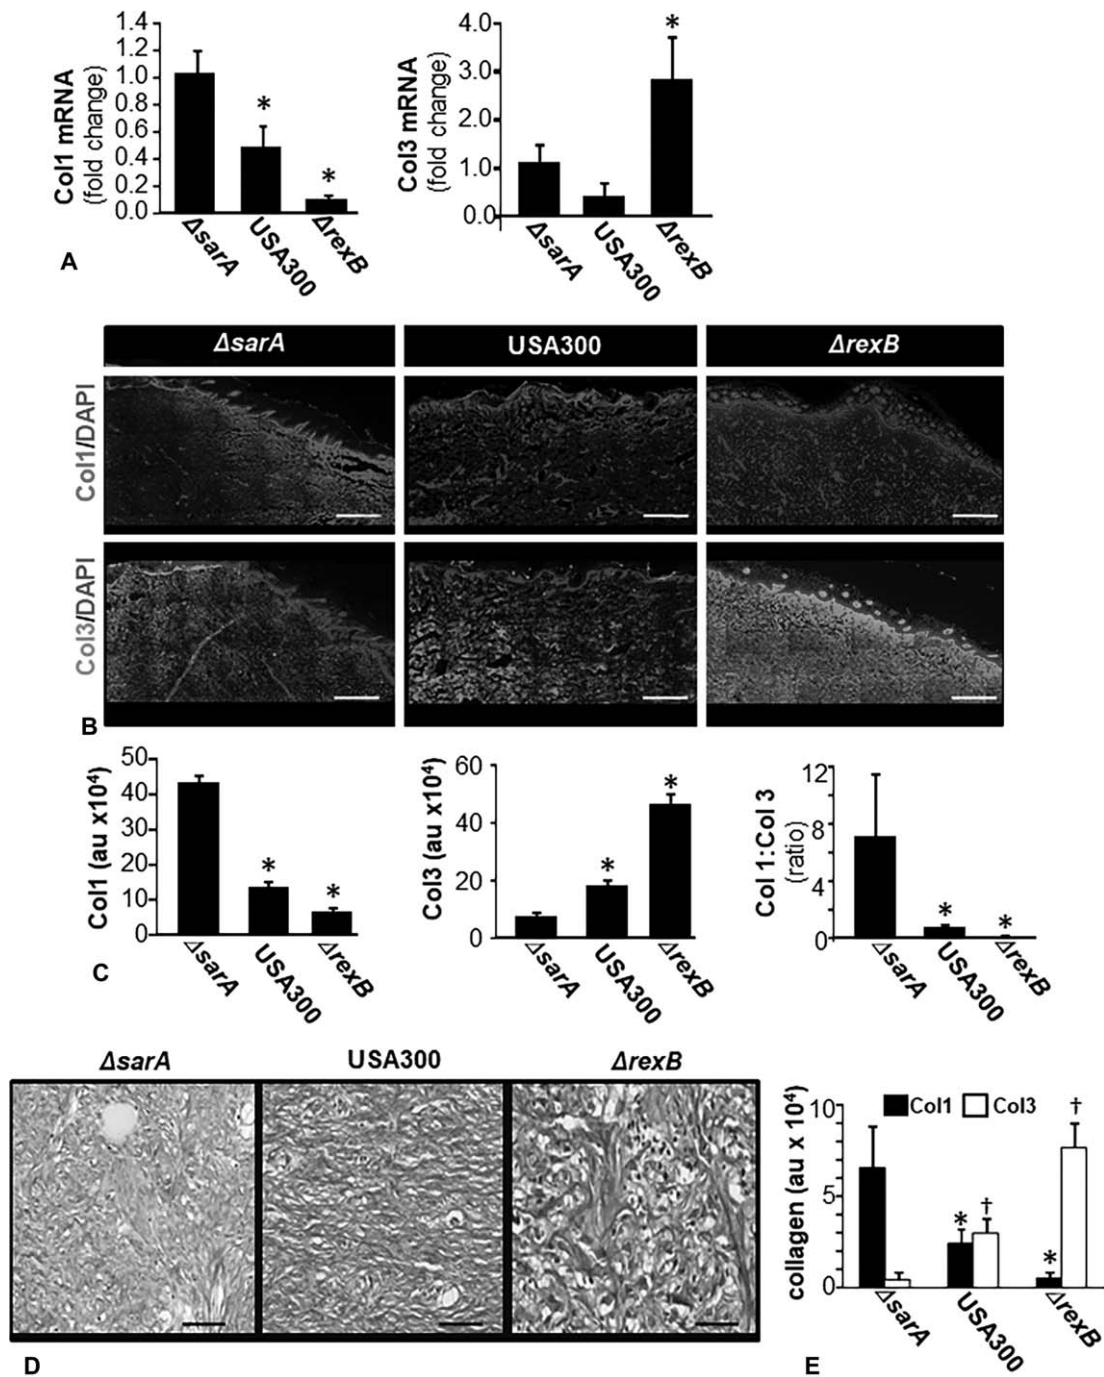 1.4
1.2
1.0
0.8
0.6
0.4
0.2
0.0
Col1 mRNA
(fold change)
*
*
ΔsarA
USA300
ΔrexB
4.0
3.0
2.0
1.0
0.0
Col3 mRNA
(fold change)
*
ΔsarA
USA300
ΔrexB
A
ΔsarA
USA300
ΔrexB
Col1/DAPI
Col3/DAPI
B
50
40
30
20
10
0
Col1 (au x10⁴)
*
*
ΔsarA
USA300
ΔrexB
60
40
20
0
Col3 (au x10⁴)
*
*
ΔsarA
USA300
ΔrexB
12
8
4
0
Col 1:Col 3
(ratio)
*
*
ΔsarA
USA300
ΔrexB
C
ΔsarA
USA300
ΔrexB
D
10
5
0
collagen (au x 10⁴)
Col1 Col3
*
†
*
†
ΔsarA
USA300
ΔrexB
E